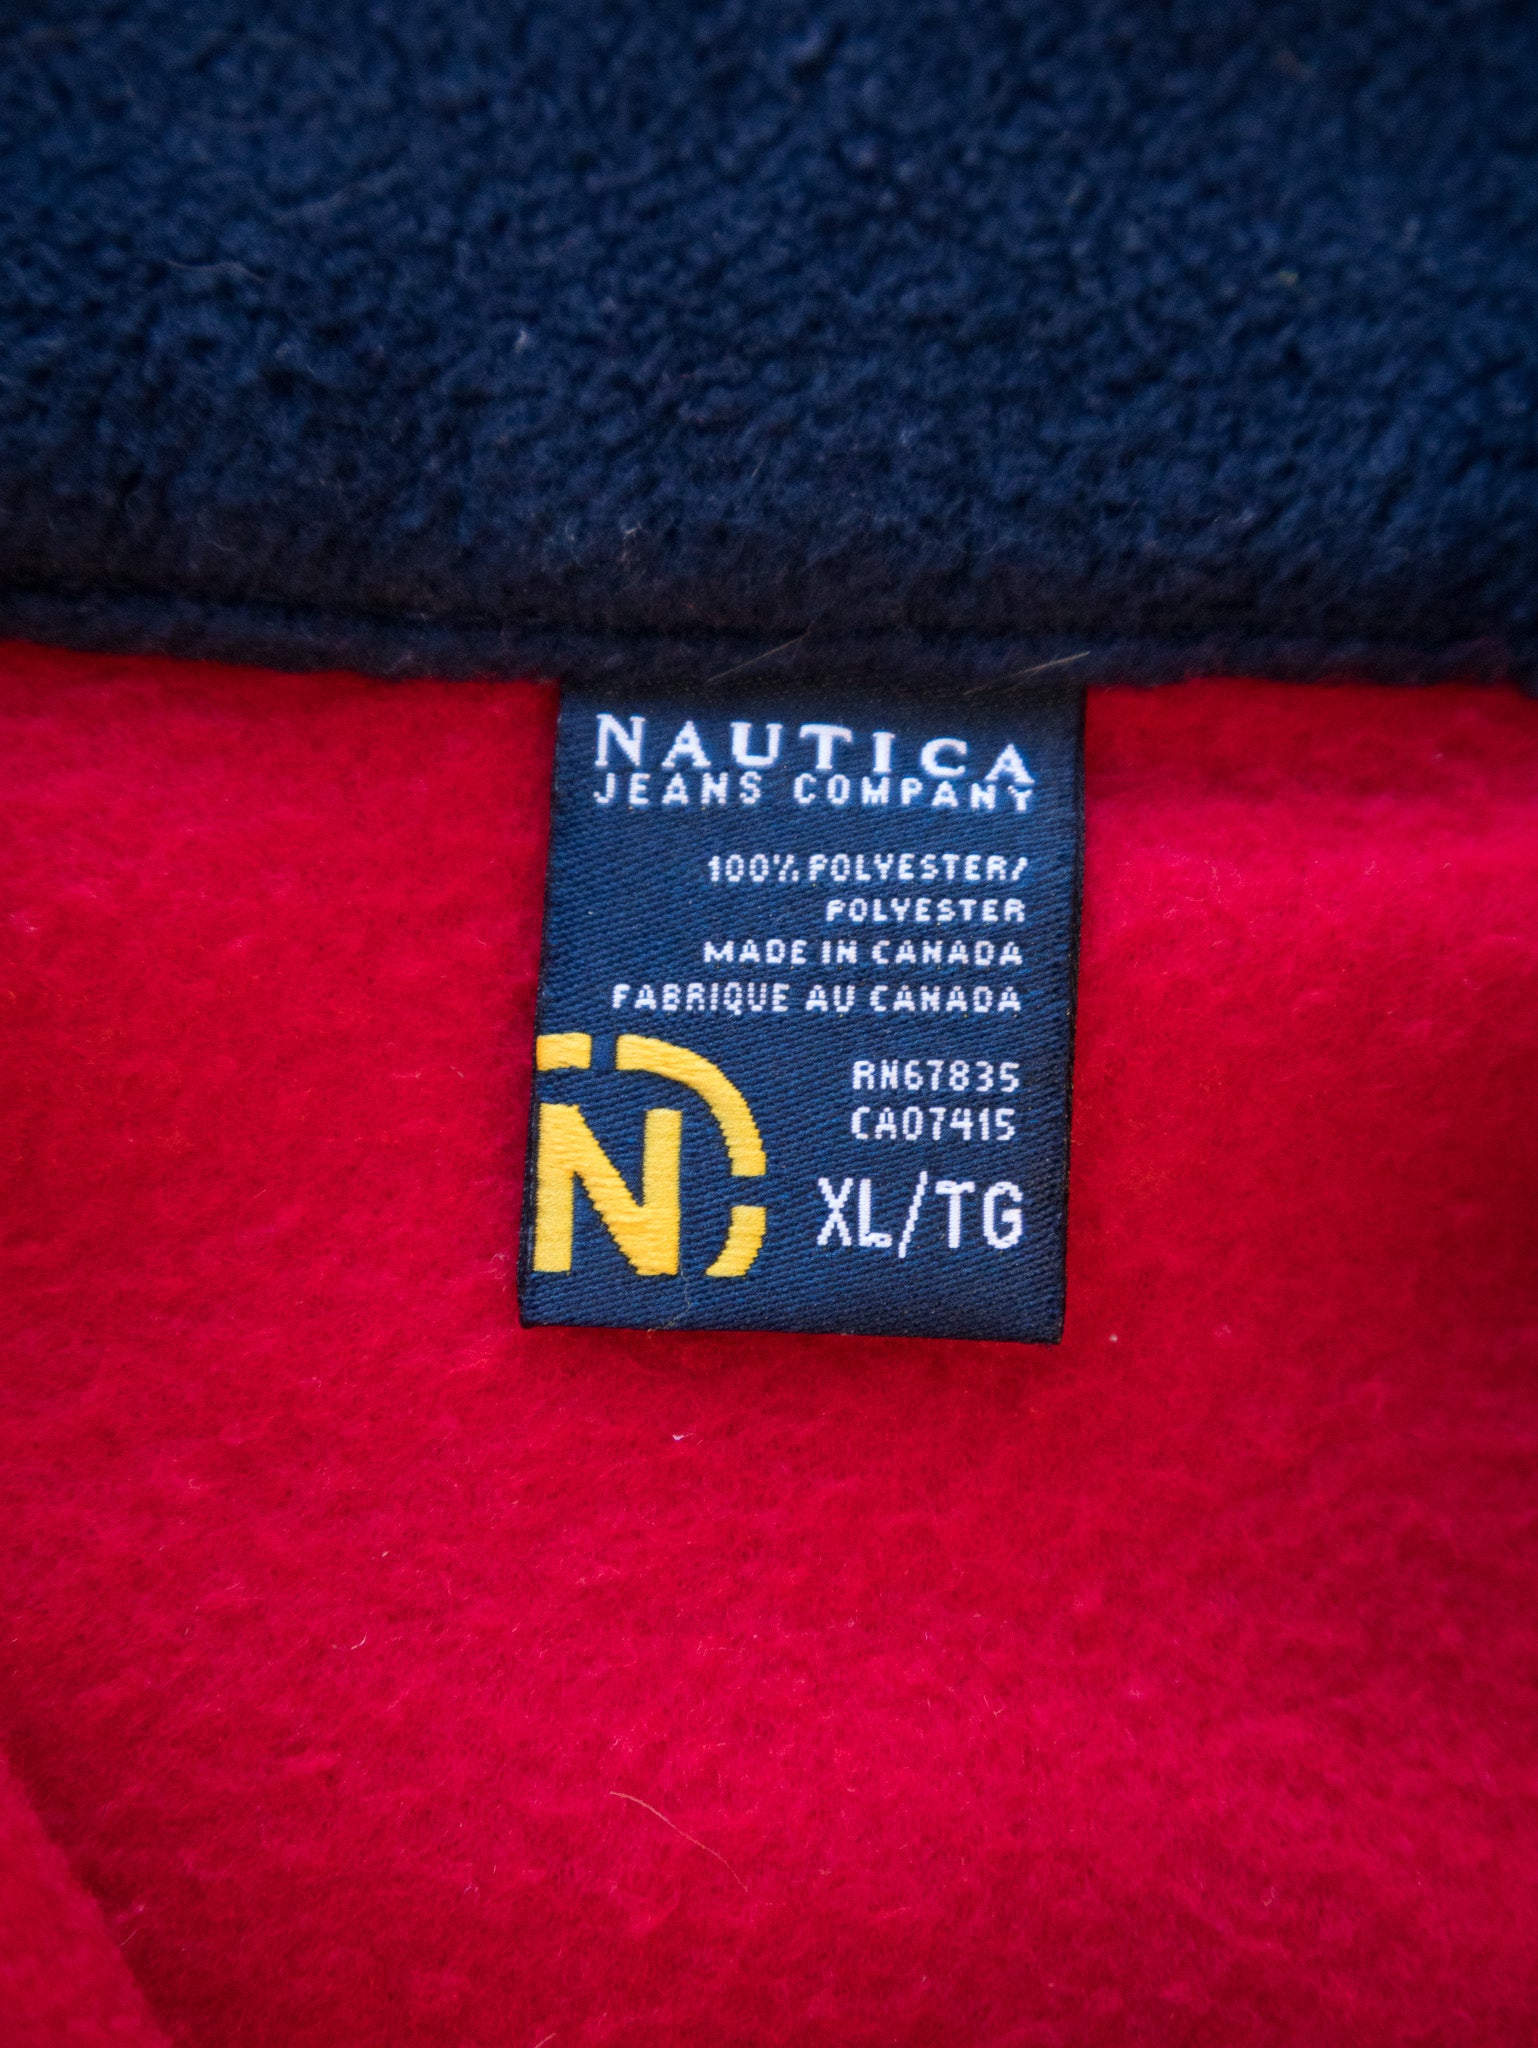 NAUTICA
JEANS COMPANY
100% POLYESTER/
POLYESTER
MADE IN CANADA
FABRIQUE AU CANADA
RN67835
CA07415
N
XL/TG